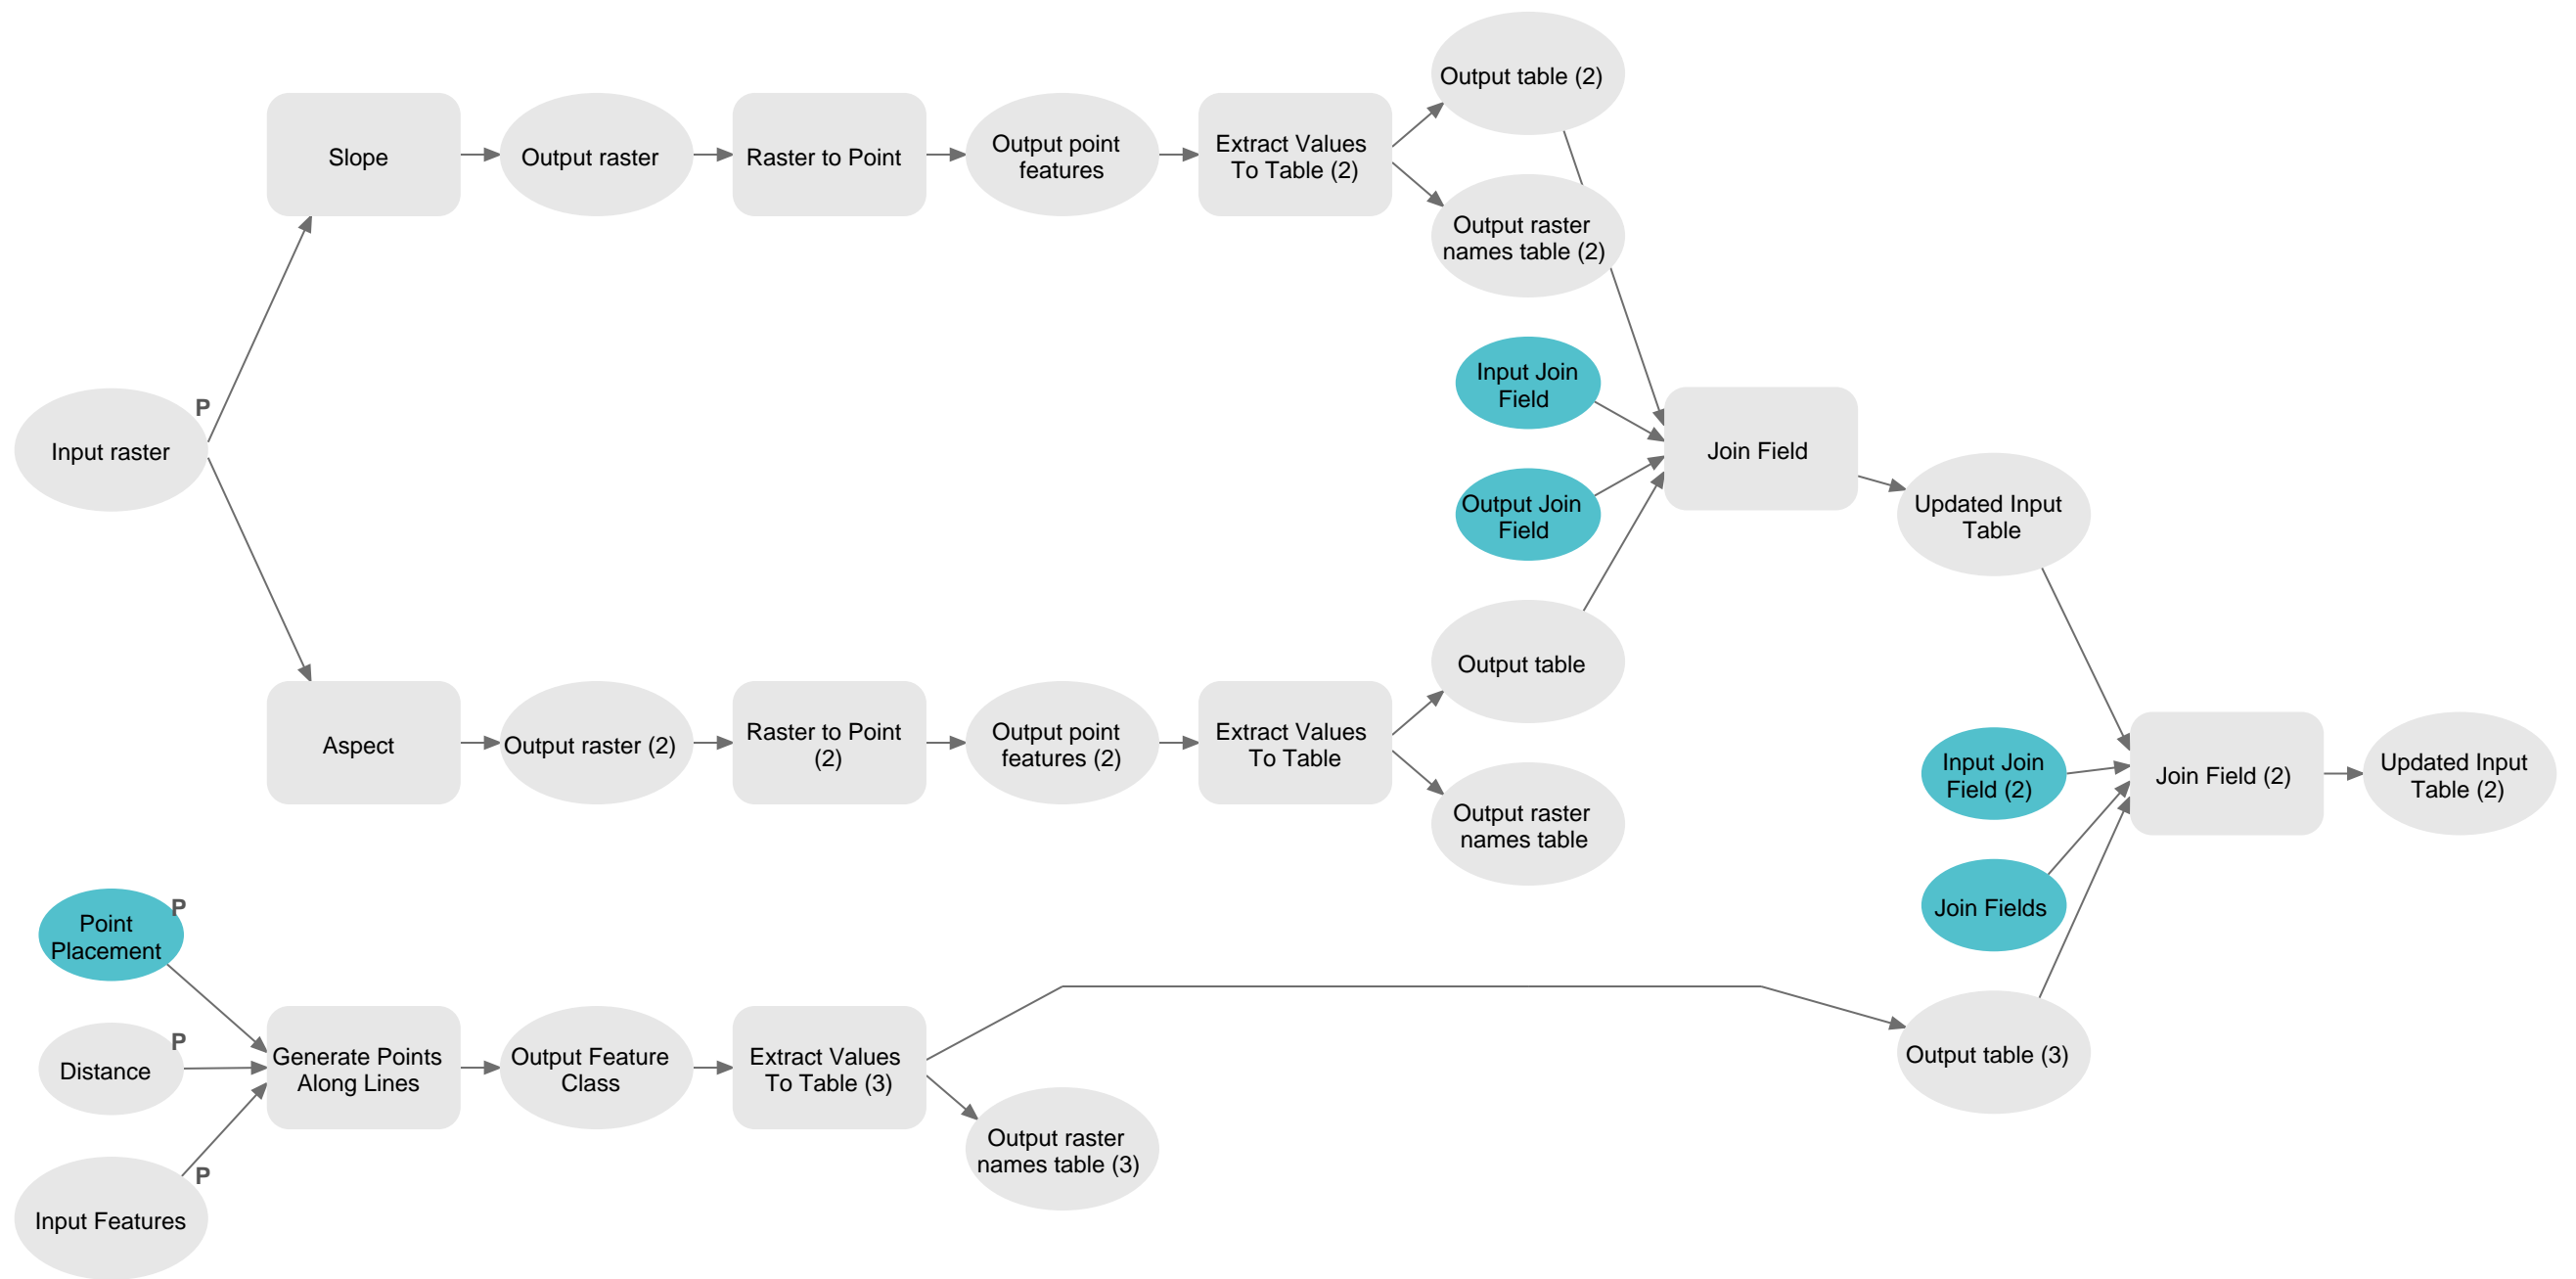 Output table (2)
Slope
Output raster
Raster to Point
Output point
features
Extract Values
To Table (2)
Output raster
names table (2)
Input Join
Field
P
Input raster
Join Field
Output Join
Field
Updated Input
Table
Output table
Aspect
Output raster (2)
Raster to Point
(2)
Output point
features (2)
Extract Values
To Table
Input Join
Field (2)
Join Field (2)
Updated Input
Table (2)
Output raster
names table
P
Point
Placement
Join Fields
P
Distance
Generate Points
Along Lines
Output Feature
Class
Extract Values
To Table (3)
Output table (3)
Output raster
names table (3)
P
Input Features